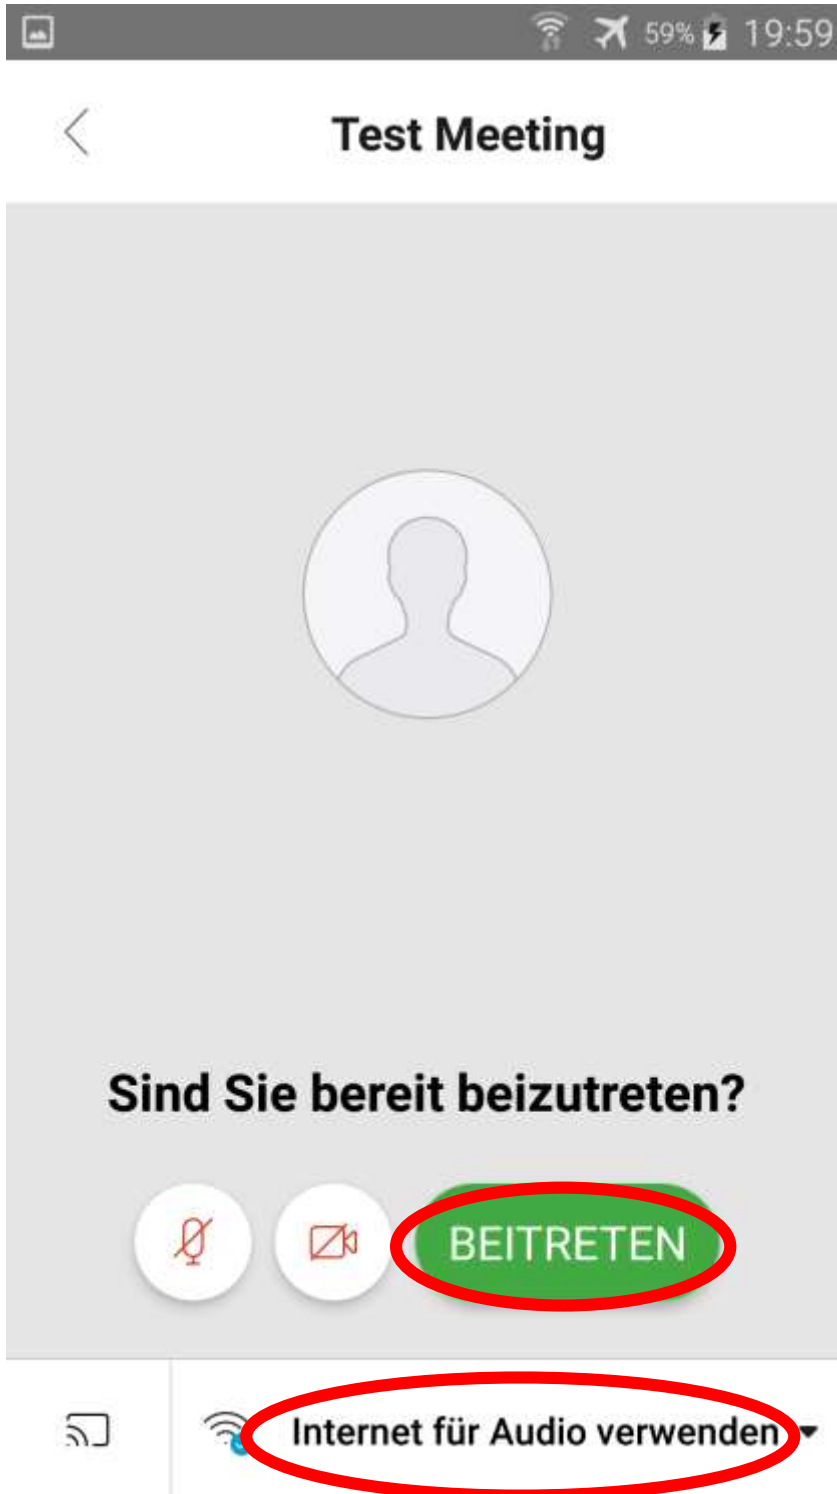 59% 19:59
Test Meeting
Sind Sie bereit beizutreten?
BEITRETEN
Internet für Audio verwenden